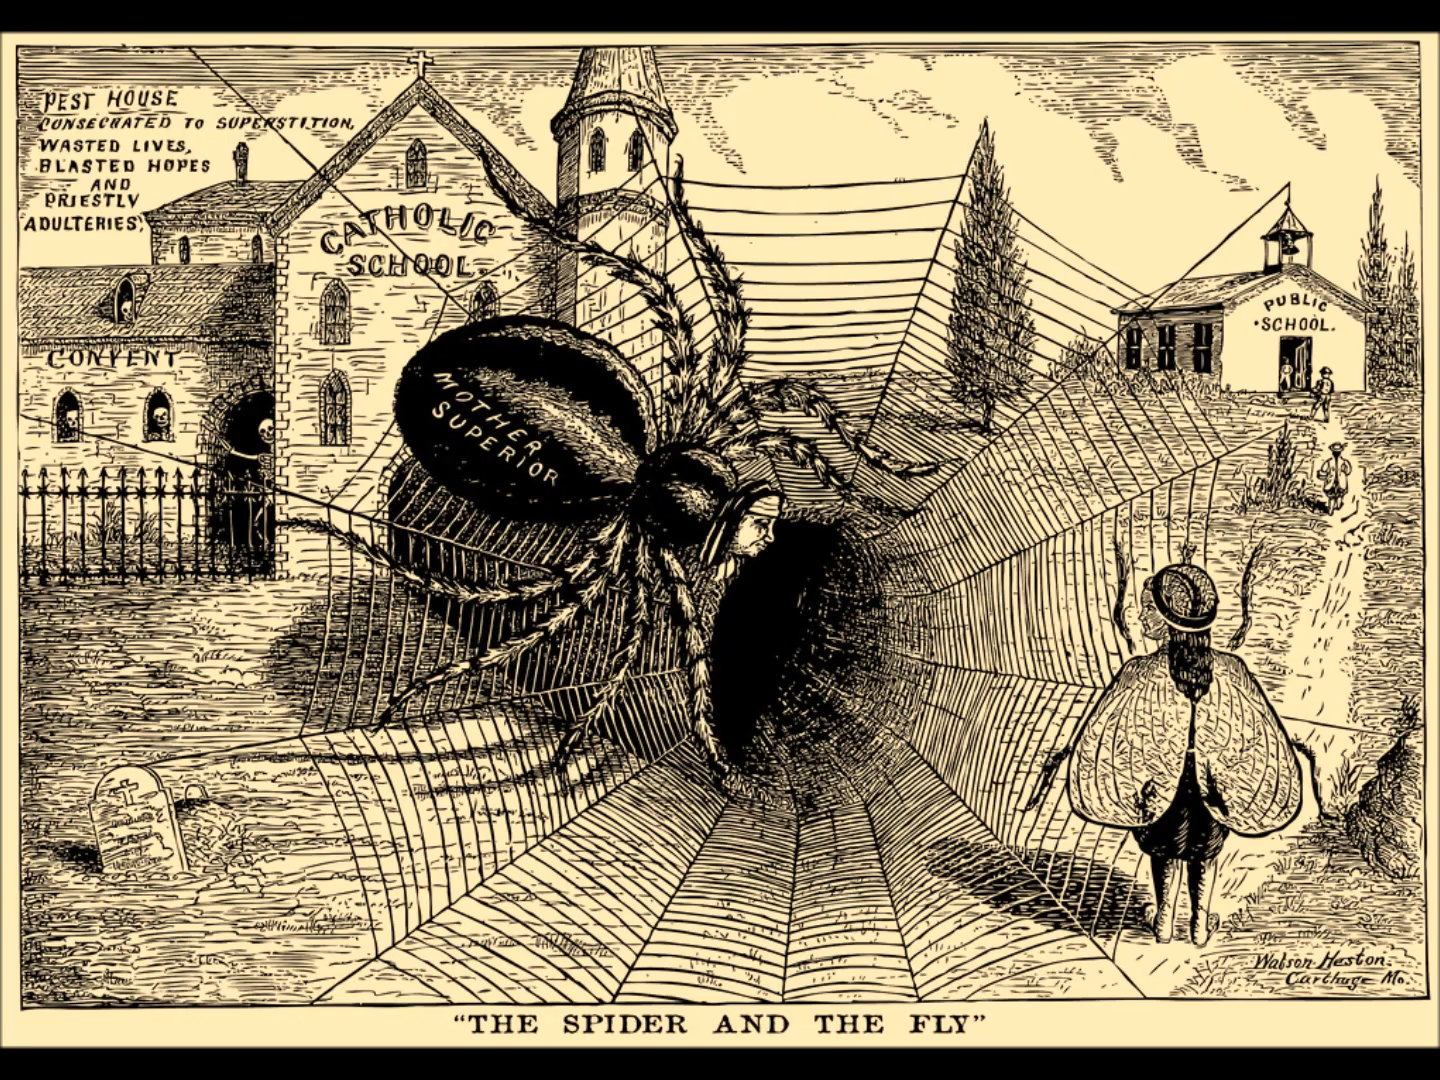 PEST HOUSE
CONSECRATED TO SUPERSTITION,
WASTED LIVES,
BLASTED HOPES
AND
PRIESTLY
ADULTERIES,
CATHOLIC
SCHOOL.
CONVENT
PUBLIC
SCHOOL.
MOTHER
SUPERIOR
Watson Heston.
Carthage Mo.
"THE SPIDER AND THE FLY"